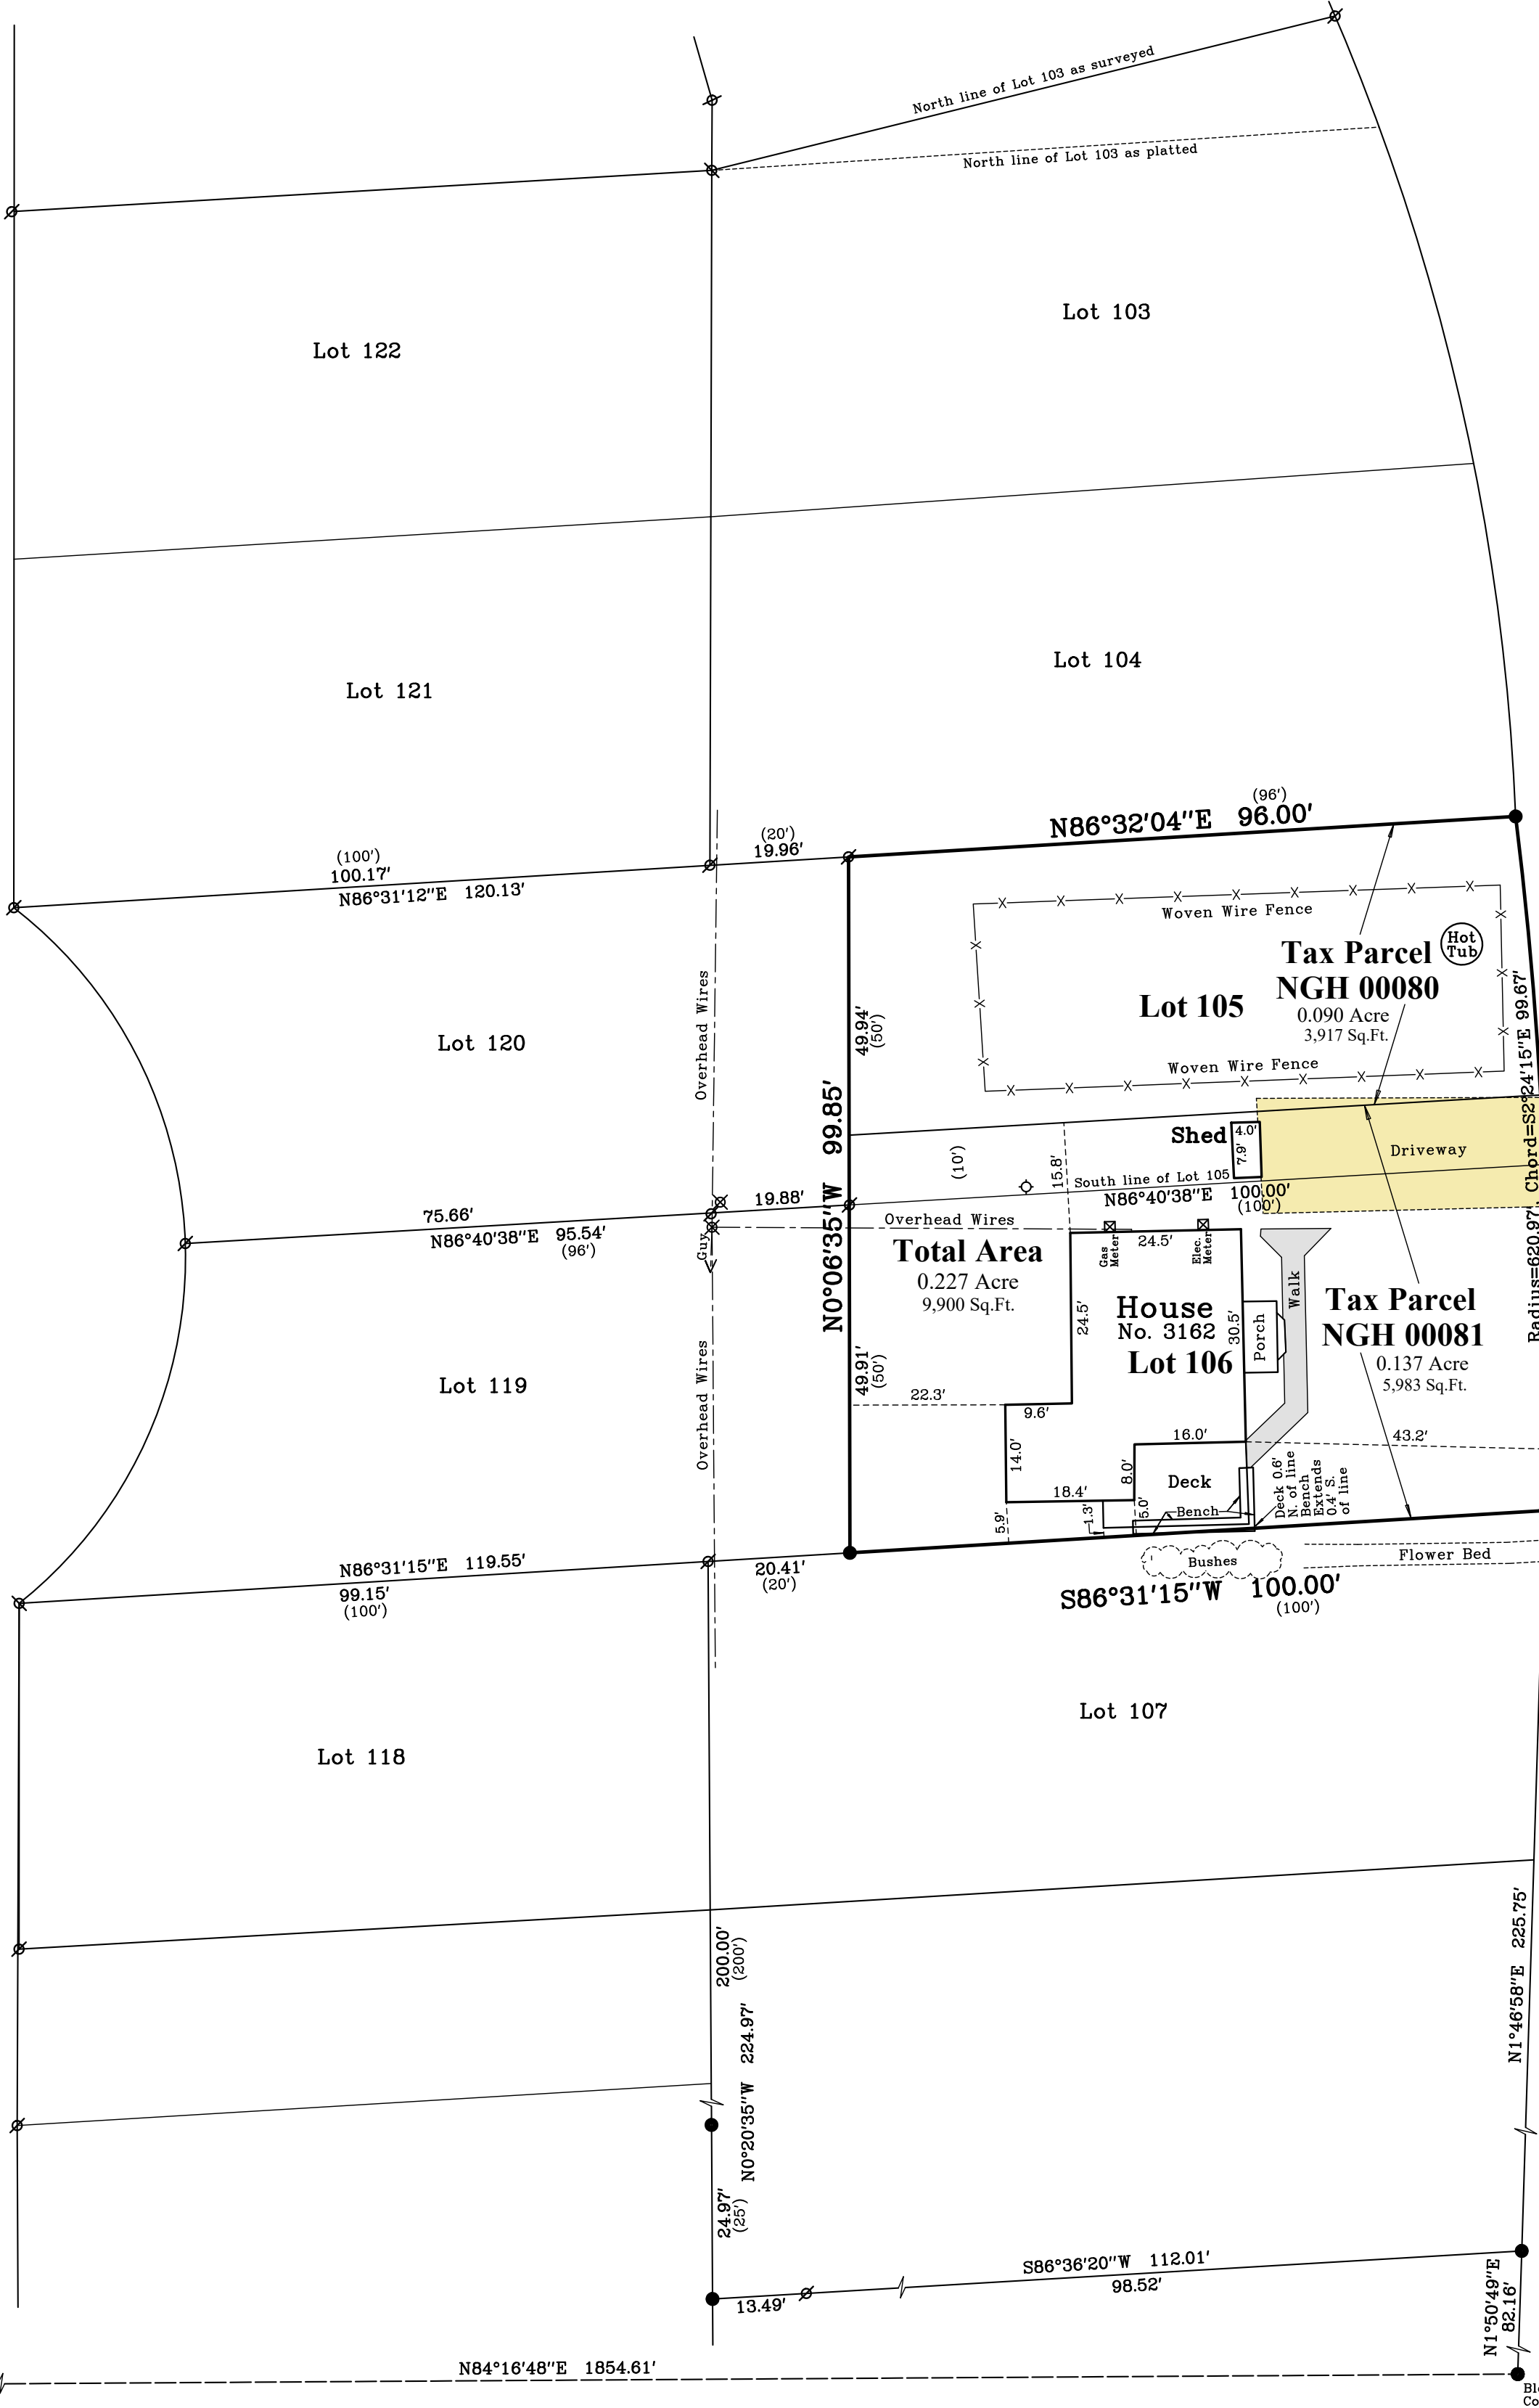 North line of Lot 103 as surveyed
North line of Lot 103 as platted
Lot 103
Lot 122
Lot 104
Lot 121
(96')
N86°32'04"E 96.00'
(20')
19.96'
(100')
100.17'
N86°31'12"E 120.13'
Woven Wire Fence
Hot
Tub
Tax Parcel
NGH 00080
0.090 Acre
3,917 Sq.Ft.
Lot 105
Woven Wire Fence
49.94'
(50')
Lot 120
Overhead Wires
N0°06'35"W 99.85'
Radius=620.97', Chord=S2°24'15"E 99.67'
Shed
4.0'
7.9'
Driveway
(10')
15.8'
South line of Lot 105
N86°40'38"E 100.00'
(100')
19.88'
75.66'
N86°40'38"E 95.54'
(96')
Guy
Overhead Wires
Total Area
0.227 Acre
9,900 Sq.Ft.
Gas
Meter
24.5'
Elec.
Meter
24.5'
House
No. 3162
Lot 106
30.5'
Porch
Walk
Tax Parcel
NGH 00081
0.137 Acre
5,983 Sq.Ft.
49.91'
(50')
Lot 119
Overhead Wires
22.3'
9.6'
14.0'
16.0'
43.2'
8.0'
Deck
18.4'
5.9'
1.3'
5.0'
Bench
Deck 0.6'
N. of line
Bench
Extends
0.4' S.
of line
Bushes
Flower Bed
N86°31'15"E 119.55'
99.15'
(100')
20.41'
(20')
S86°31'15"W 100.00'
(100')
Lot 107
Lot 118
200.00'
(200')
N0°20'35"W 224.97'
24.97'
(25')
N1°46'58"E 225.75'
S86°36'20"W 112.01'
13.49'
98.52'
N1°50'49"E
82.16'
N84°16'48"E 1854.61'